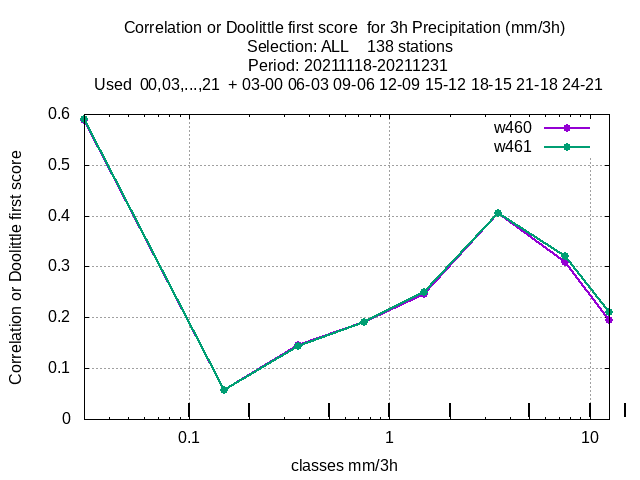 Correlation or Doolittle first score  for 3h Precipitation (mm/3h)
Selection: ALL    138 stations
Period: 20211118-20211231
Used  00,03,...,21  + 03-00 06-03 09-06 12-09 15-12 18-15 21-18 24-21
w460
w461
Correlation or Doolittle first score
0.6
0.5
0.4
0.3
0.2
0.1
0
0.1 1 10
classes mm/3h